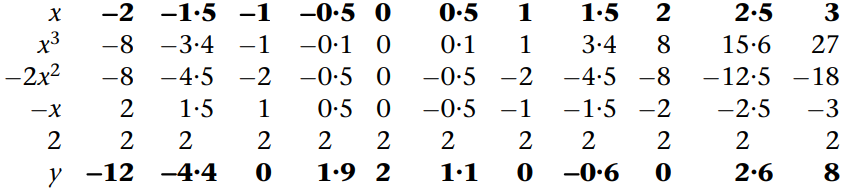 x −2 −1·5 −1 −0·5 0 0·5 1 1·5 2 2·5 3
x³ −8 −3·4 −1 −0·1 0 0·1 1 3·4 8 15·6 27
−2x² −8 −4·5 −2 −0·5 0 −0·5 −2 −4·5 −8 −12·5 −18
−x 2 1·5 1 0·5 0 −0·5 −1 −1·5 −2 −2·5 −3
2 2 2 2 2 2 2 2 2 2 2 2
y −12 −4·4 0 1·9 2 1·1 0 −0·6 0 2·6 8